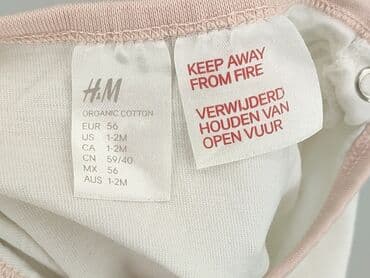 H&M
ORGANIC COTTON
EUR 56
US 1-2M
CA 1-2M
CN 59/40
MX 56
AUS 1-2M
KEEP AWAY
FROM FIRE
VERWIJDERD
HOUDEN VAN
OPEN VUUR